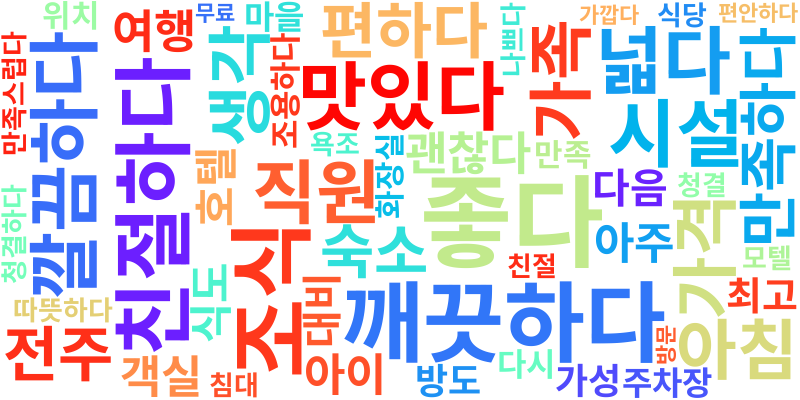 위치
여행
무료
마을
편하다
나쁘다
가깝다
식당
편안하다
만족스럽다
깔끔하다
친절하다
생각
조용하다
맛있다
가족
넓다
시설
만족하다
호텔
직원
욕조
화장실
괜찮다
만족
다음
청결
청결하다
조식
숙소
좋다
아주
가격
모텔
친절
따뜻하다
식도
대비
깨끗하다
최고
전주
객실
침대
아이
방도
다시
방문
가성
주차장
아침